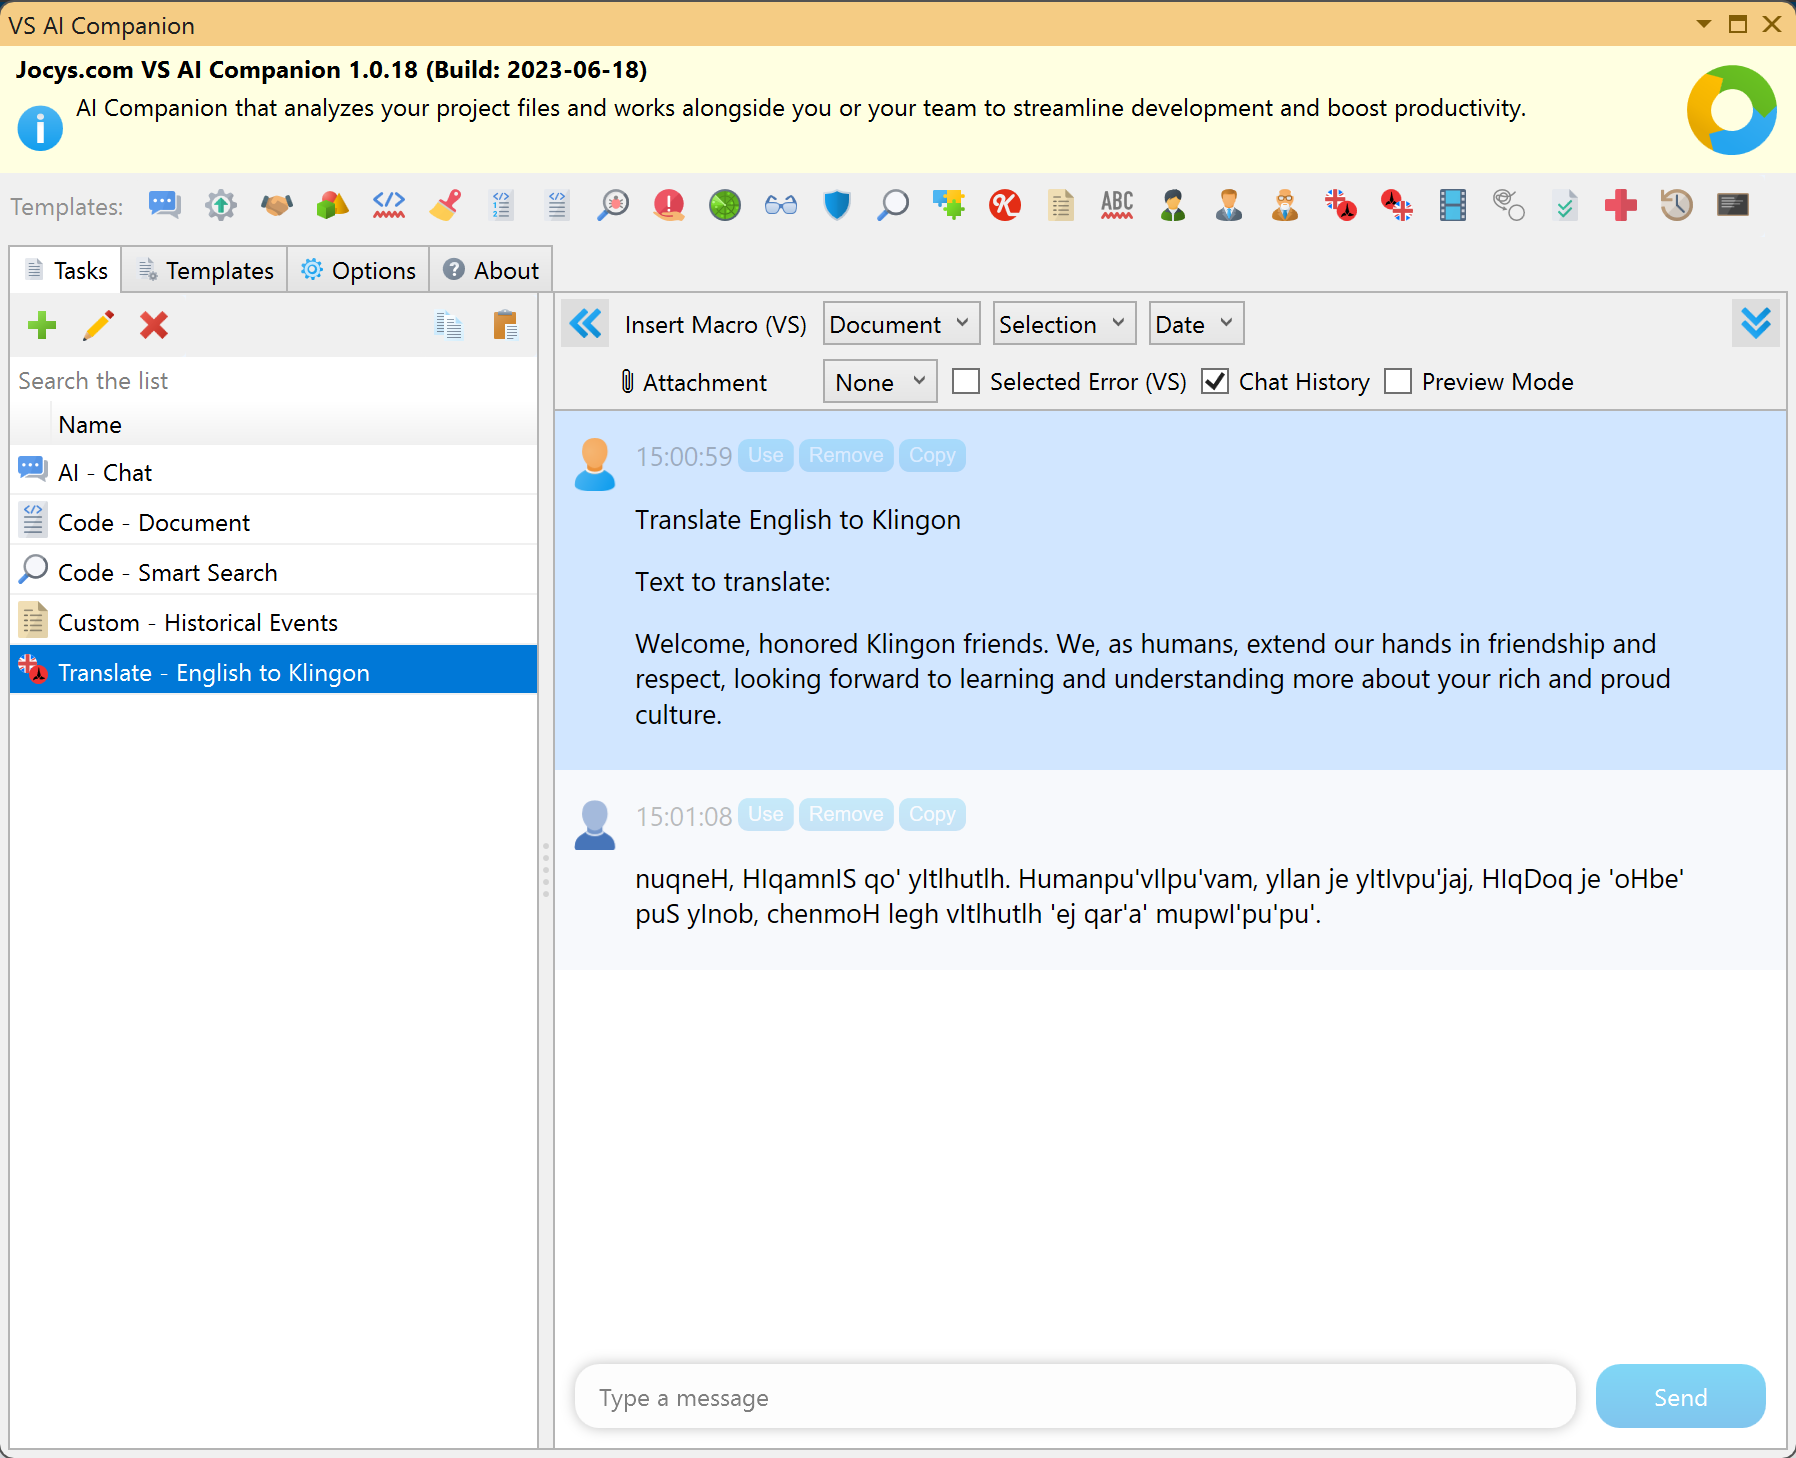 VS AI Companion
Jocys.com VS AI Companion 1.0.18 (Build: 2023-06-18)
AI Companion that analyzes your project files and works alongside you or your team to streamline development and boost productivity.
Templates:
ABC
Tasks
Templates
Options
About
Insert Macro (VS)
Document
Selection
Date
Search the list
Attachment
None
Selected Error (VS)
Chat History
Preview Mode
Name
AI - Chat
Code - Document
Code - Smart Search
Custom - Historical Events
Translate - English to Klingon
15:00:59 Use Remove Copy
Translate English to Klingon
Text to translate:
Welcome, honored Klingon friends. We, as humans, extend our hands in friendship and
respect, looking forward to learning and understanding more about your rich and proud
culture.
15:01:08 Use Remove Copy
nuqneH, HIqamnIS qo' yItlhutlh. Humanpu'vIlpu'vam, yIlan je yItIvpu'jaj, HIqDoq je 'oHbe'
puS yInob, chenmoH legh vItlhutlh 'ej qar'a' mupwI'pu'pu'.
Type a message
Send